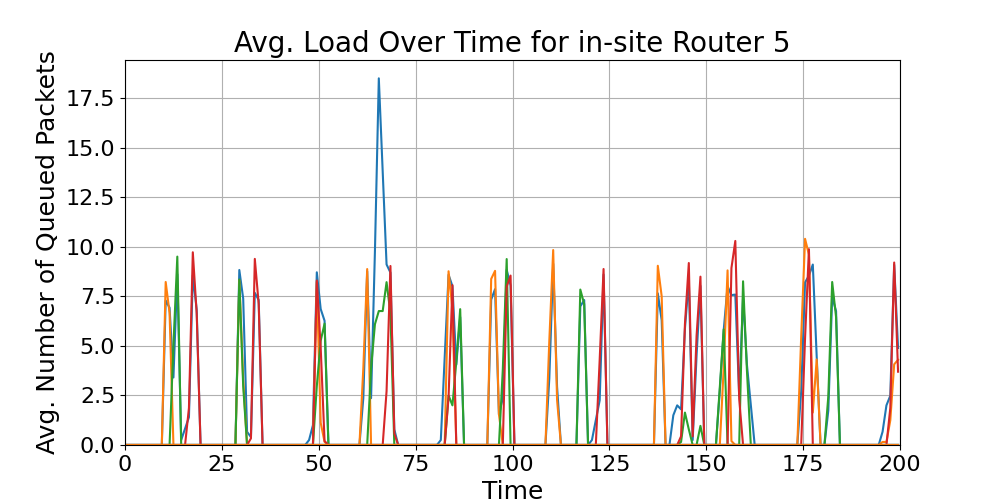 Avg. Load Over Time for in-site Router 5
Avg. Number of Queued Packets
17.5
15.0
12.5
10.0
7.5
5.0
2.5
0.0
0 25 50 75 100 125 150 175 200
Time